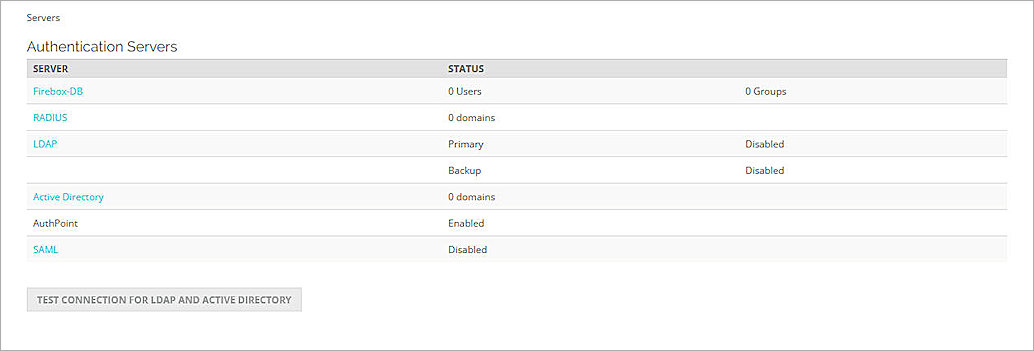 Servers
Authentication Servers
SERVER STATUS
Firebox-DB 0 Users 0 Groups
RADIUS 0 domains
LDAP Primary Disabled
Backup Disabled
Active Directory 0 domains
AuthPoint Enabled
SAML Disabled
TEST CONNECTION FOR LDAP AND ACTIVE DIRECTORY